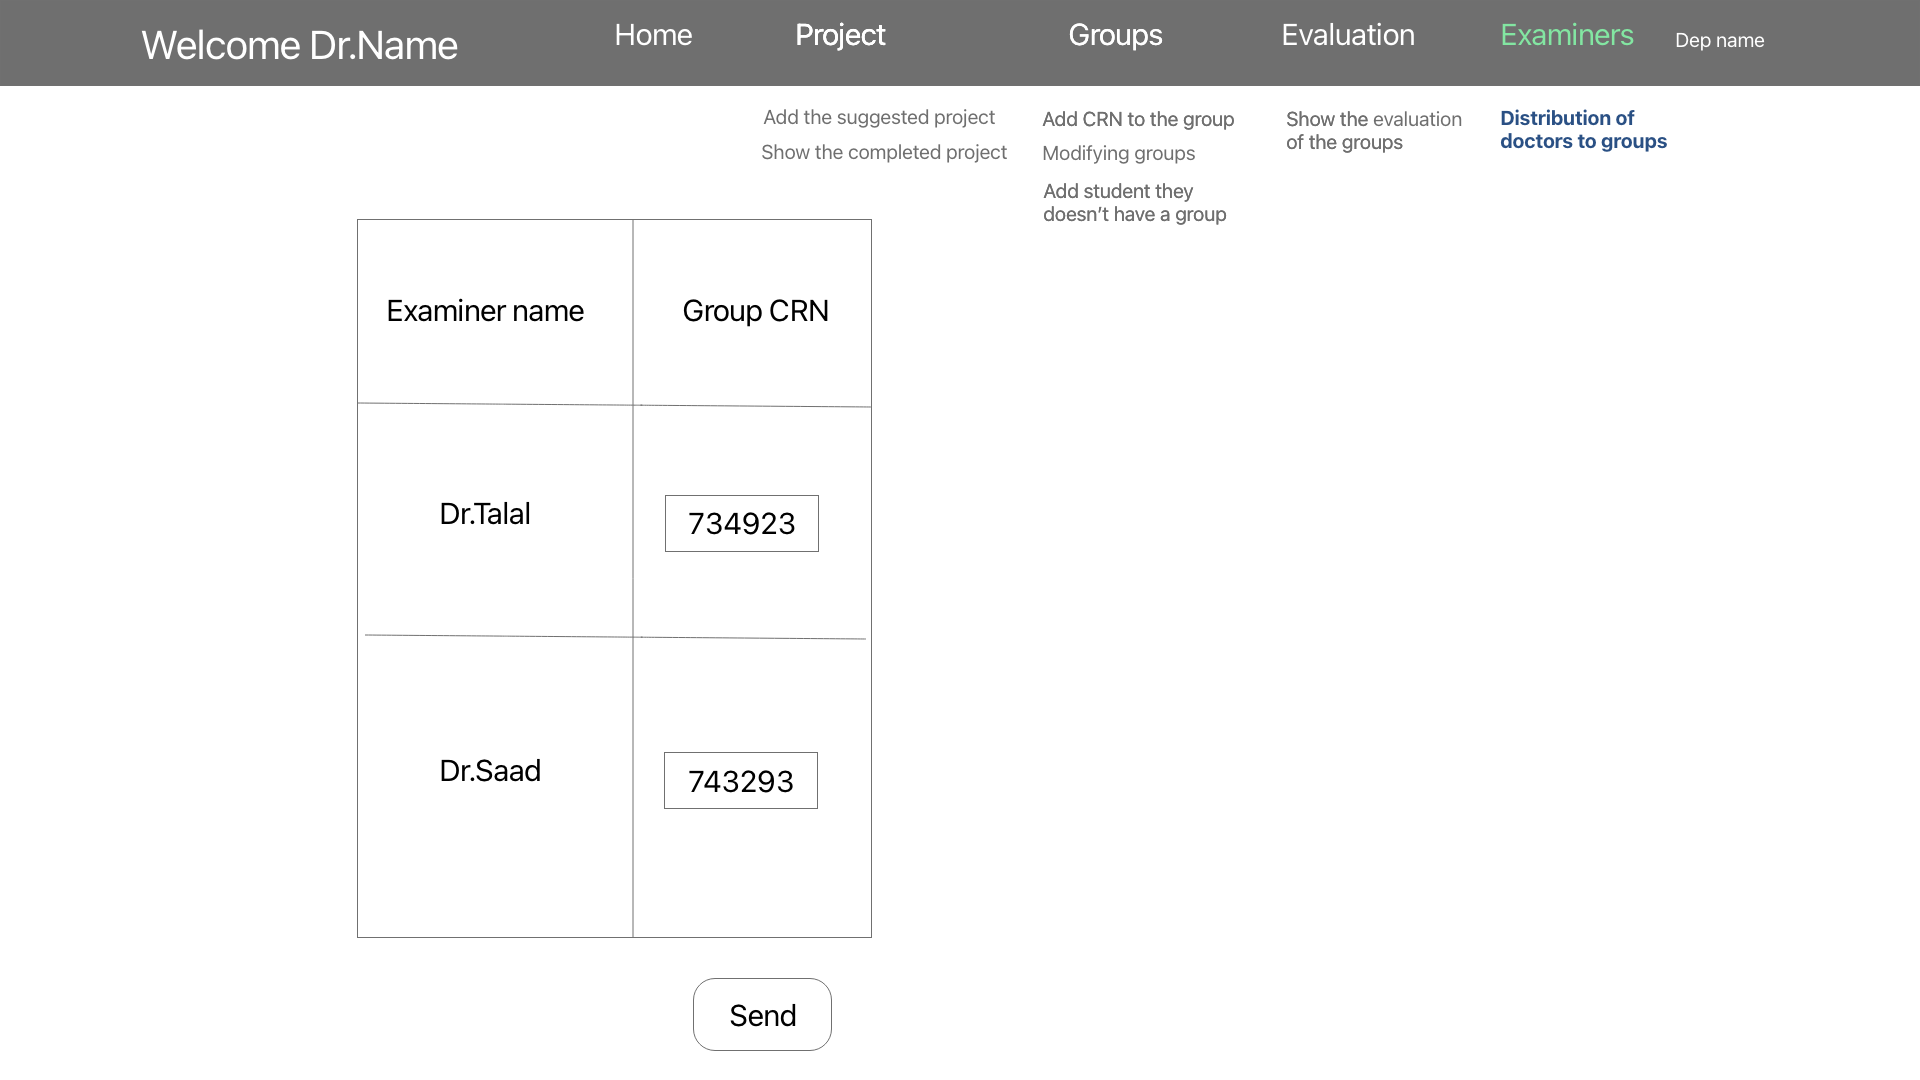 Welcome Dr.Name
Home
Project
Groups
Evaluation
Examiners
Dep name
Add the suggested project
Show the completed project
Add CRN to the group
Modifying groups
Add student they
doesn't have a group
Show the evaluation
of the groups
Distribution of
doctors to groups
Examiner name
Group CRN
Dr.Talal
734923
Dr.Saad
743293
Send